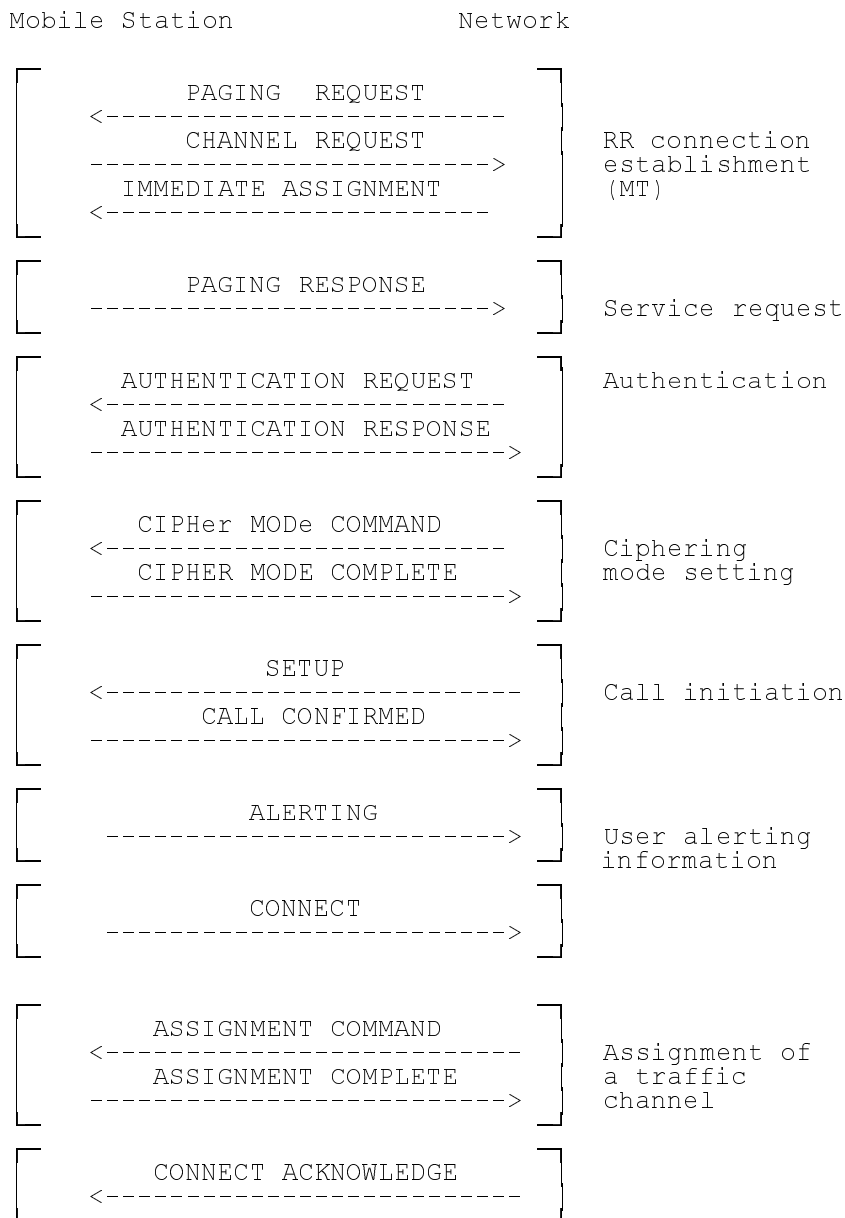 Mobile Station Network
PAGING REQUEST
<-------------------------
CHANNEL REQUEST
------------------------->
RR connection
establishment
IMMEDIATE ASSIGNMENT
(MT)
<------------------------
PAGING RESPONSE
------------------------->
Service request
AUTHENTICATION REQUEST
Authentication
<-------------------------
AUTHENTICATION RESPONSE
-------------------------->
CIPHer MODe COMMAND
<-------------------------
Ciphering
CIPHER MODE COMPLETE
mode setting
-------------------------->
SETUP
<--------------------------
Call initiation
CALL CONFIRMED
-------------------------->
ALERTING
------------------------->
User alerting
information
CONNECT
------------------------->
ASSIGNMENT COMMAND
<--------------------------
Assignment of
ASSIGNMENT COMPLETE
a traffic
-------------------------->
channel
CONNECT ACKNOWLEDGE
<--------------------------